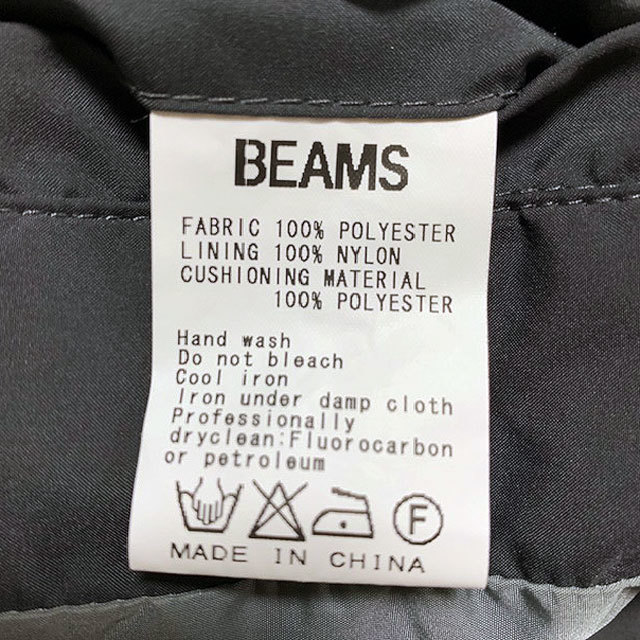 BEAMS
FABRIC 100% POLYESTER
LINING 100% NYLON
CUSHIONING MATERIAL
100% POLYESTER
Hand wash
Do not bleach
Cool iron
Iron under damp cloth
Professionally
dryclean:Fluorocarbon
or petroleum
F
MADE IN CHINA